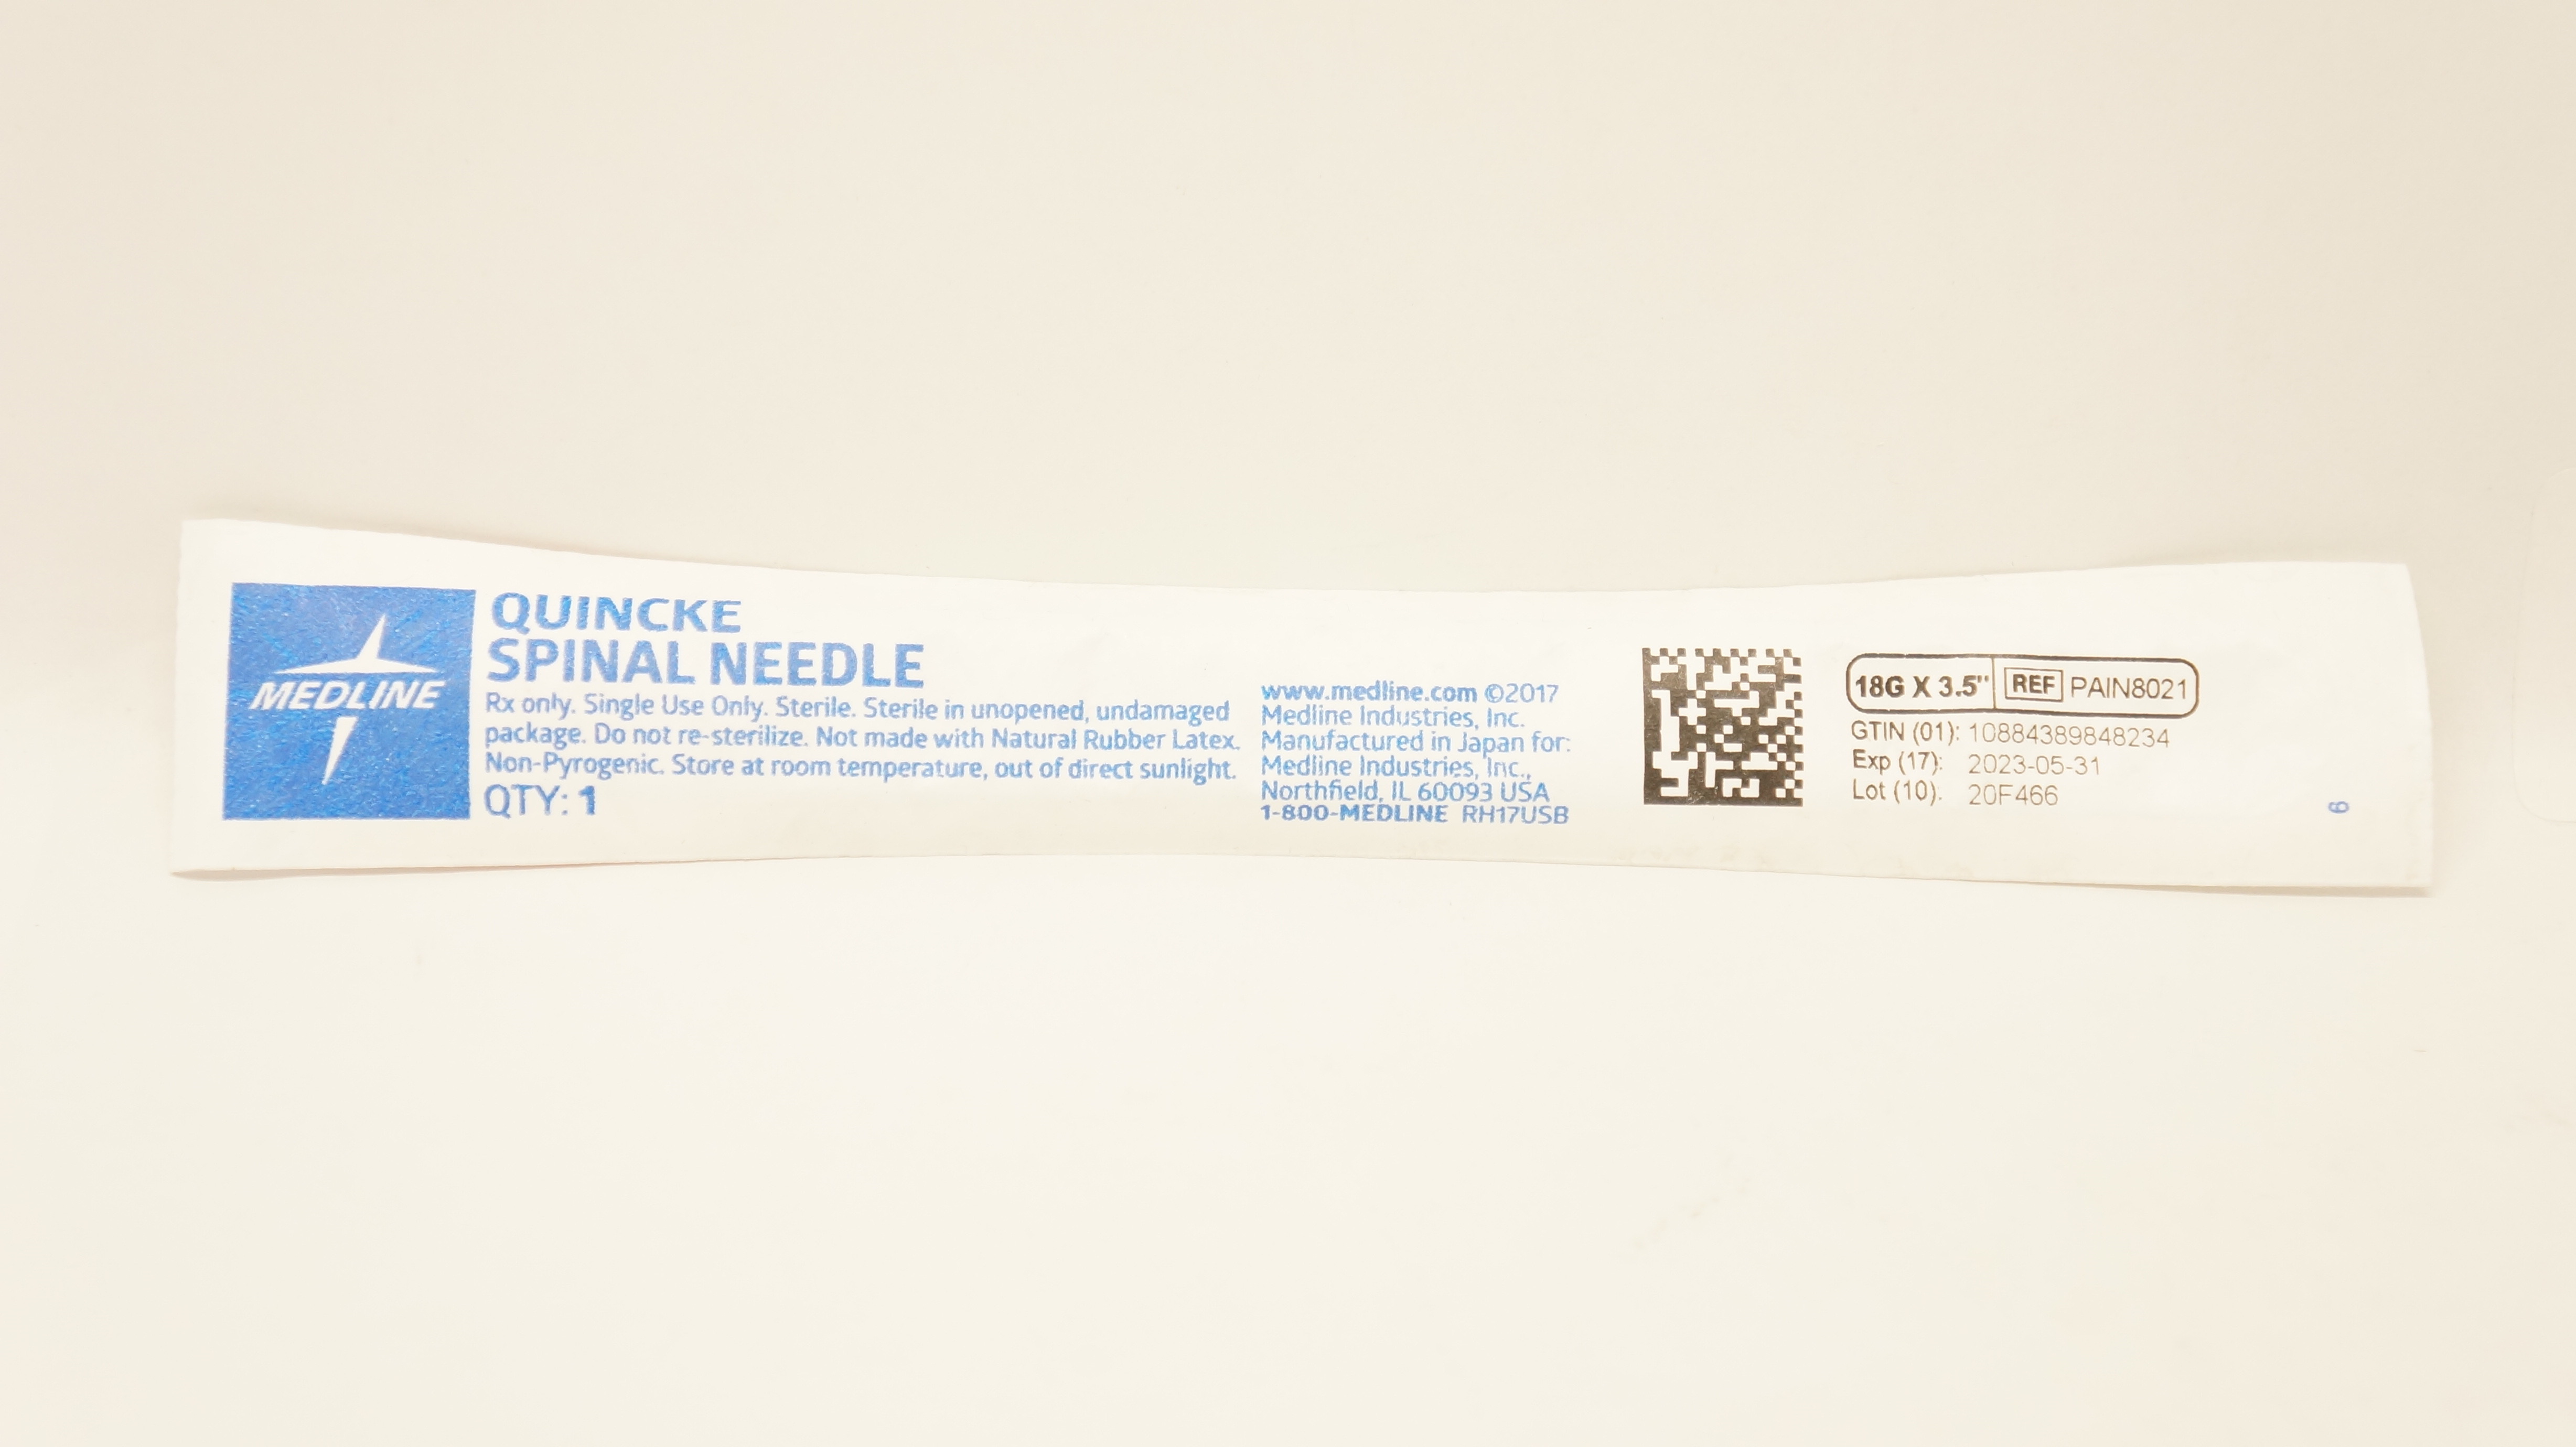 MEDLINE
QUINCKE
SPINAL NEEDLE
Rx only. Single Use Only. Sterile. Sterile in unopened, undamaged
package. Do not re-sterilize. Not made with Natural Rubber Latex.
Non-Pyrogenic. Store at room temperature, out of direct sunlight.
QTY: 1
www.medline.com ©2017
Medline Industries, Inc.
Manufactured in Japan for:
Medline Industries, Inc.,
Northfield, IL 60093 USA
1-800-MEDLINE RH17USB
18G X 3.5" REF PAIN8021
GTIN (01): 10884389848234
Exp (17): 2023-05-31
Lot (10): 20F466
6